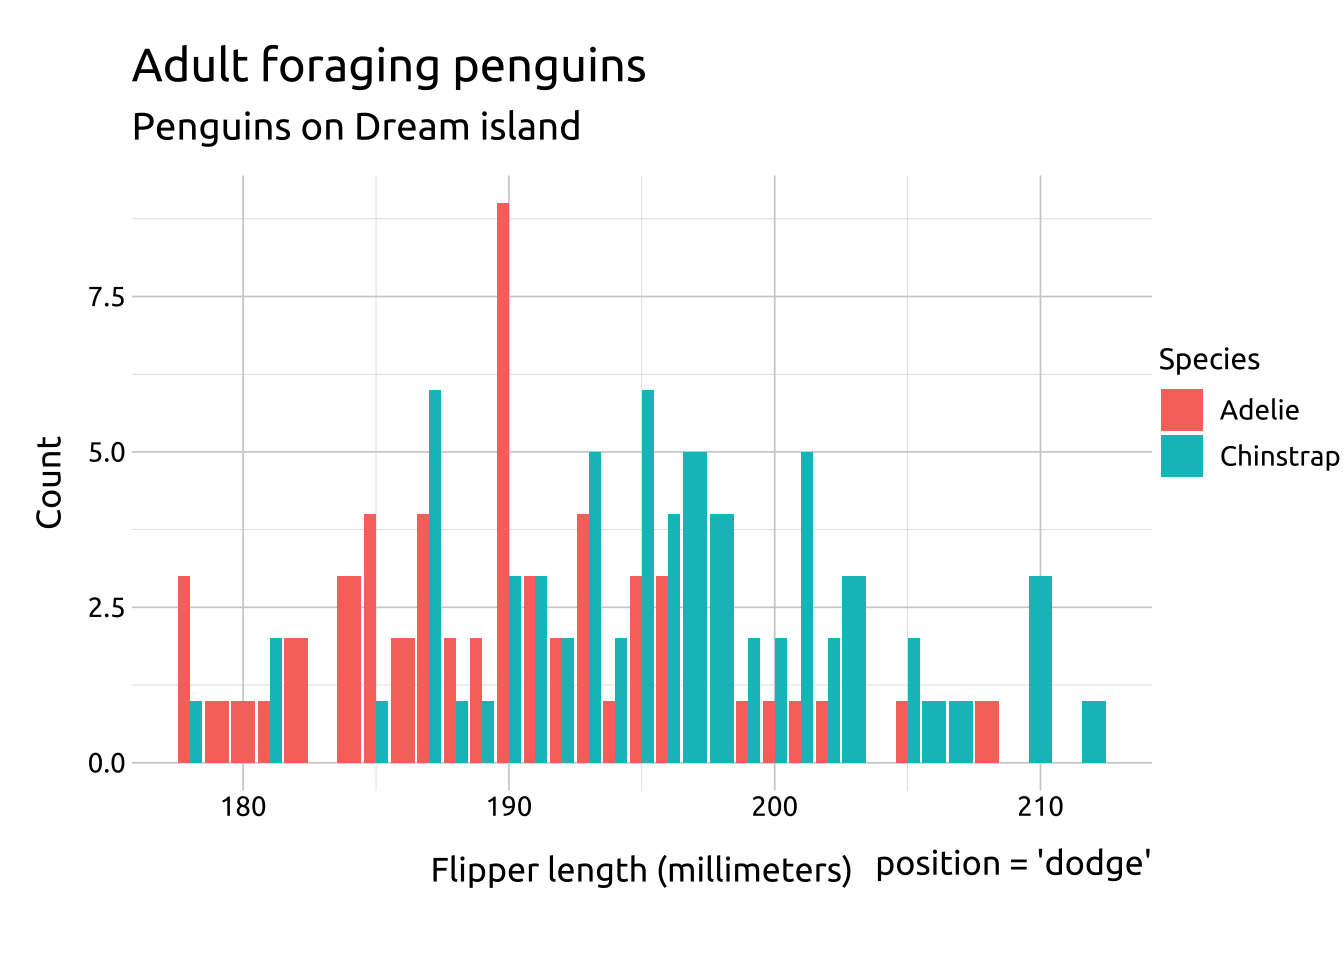 Adult foraging penguins
Penguins on Dream island
7.5
5.0
2.5
0.0
Count
180 190 200 210
Flipper length (millimeters)
position = 'dodge'
Species
Adelie
Chinstrap